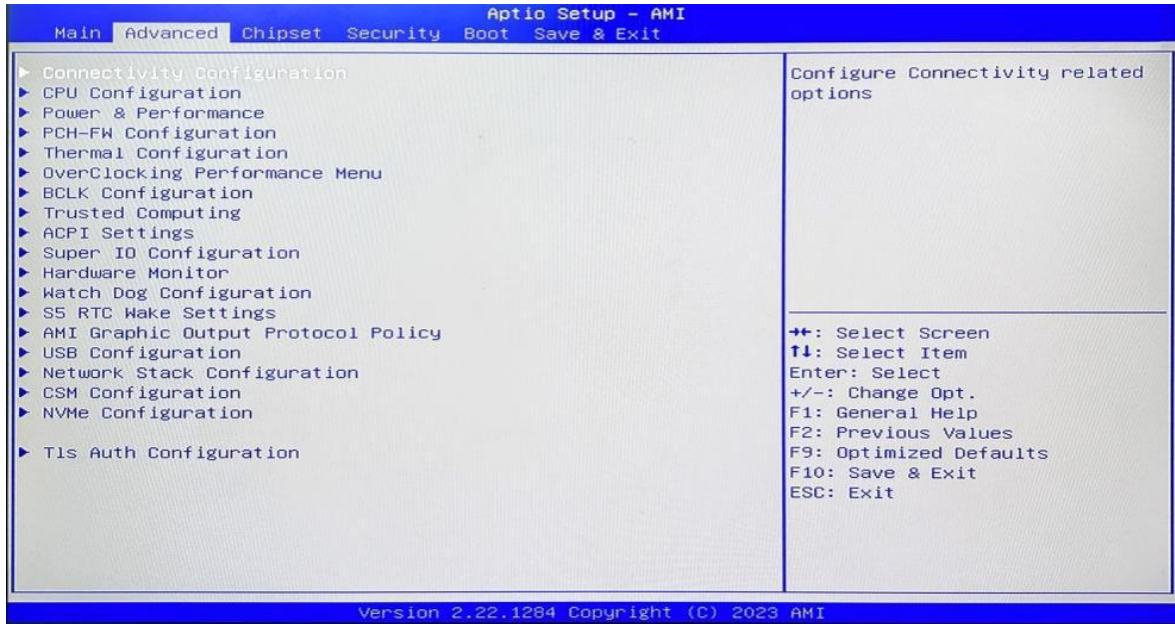 Aptio Setup - AMI
Main Advanced Chipset Security Boot Save & Exit
▶ Connectivity Configuration
▶ CPU Configuration
▶ Power & Performance
▶ PCH-FW Configuration
▶ Thermal Configuration
▶ OverClocking Performance Menu
▶ BCLK Configuration
▶ Trusted Computing
▶ ACPI Settings
▶ Super IO Configuration
▶ Hardware Monitor
▶ Watch Dog Configuration
▶ S5 RTC Wake Settings
▶ AMI Graphic Output Protocol Policy
▶ USB Configuration
▶ Network Stack Configuration
▶ CSM Configuration
▶ NVMe Configuration
▶ Tls Auth Configuration
Configure Connectivity related
options
→←: Select Screen
↑↓: Select Item
Enter: Select
+/-: Change Opt.
F1: General Help
F2: Previous Values
F9: Optimized Defaults
F10: Save & Exit
ESC: Exit
Version 2.22.1284 Copyright (C) 2023 AMI